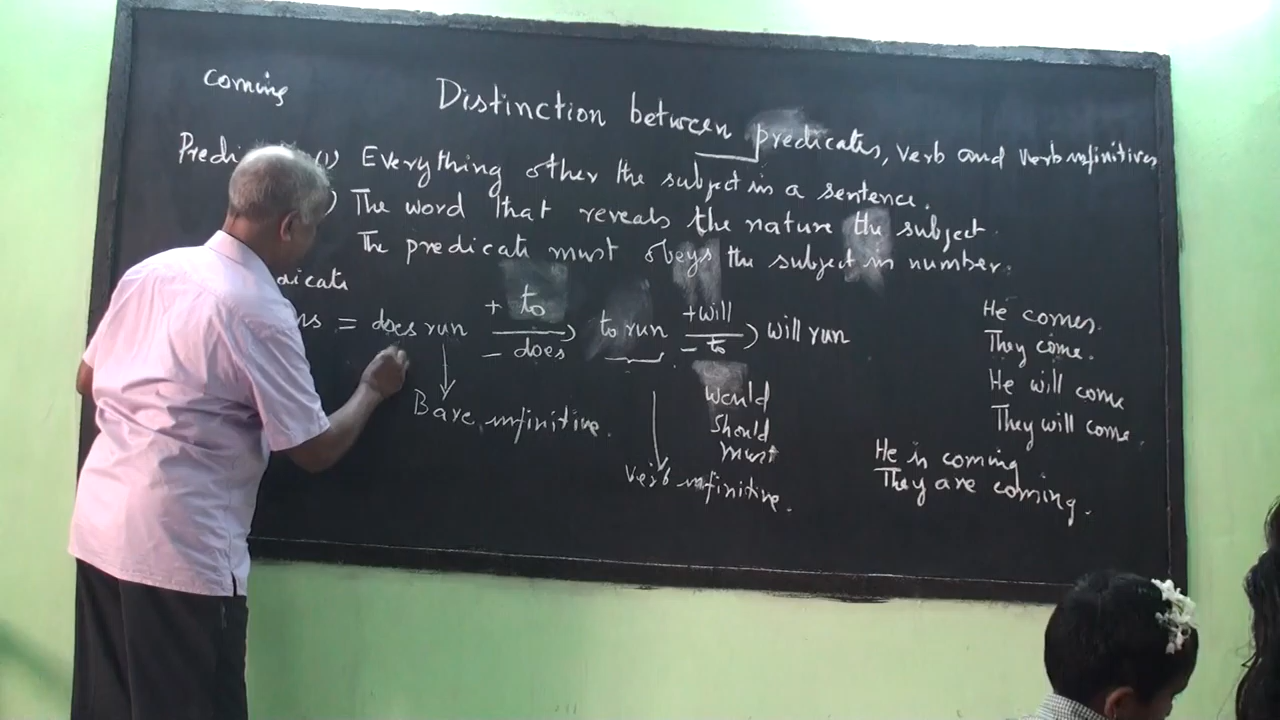 coming
Distinction between predicates, verb and verb infinitives
(1) Everything other the subject in a sentence.
) The word that reveals the nature the subject.
The predicate must obeys the subject in number.
dicate
ns = does run + to − does to run +will − to will run
Bare infinitive.
would
should
must
verb infinitive.
He comes.
They come.
He will come
They will come.
He is coming
They are coming.